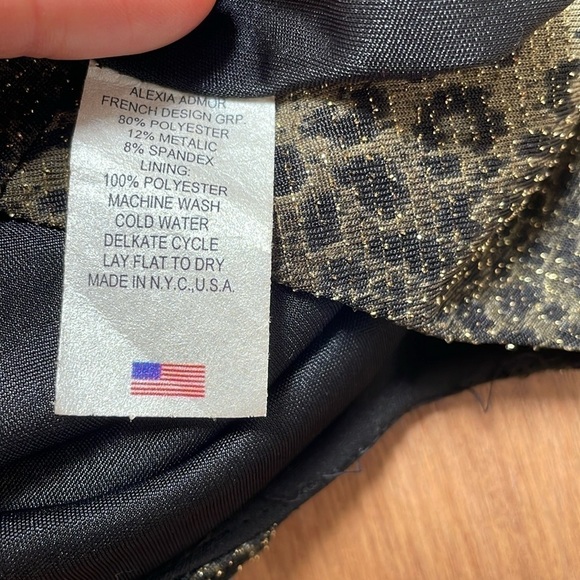 ALEXIA ADMOR
FRENCH DESIGN GRP.
80% POLYESTER
12% METALIC
8% SPANDEX
LINING:
100% POLYESTER
MACHINE WASH
COLD WATER
DELKATE CYCLE
LAY FLAT TO DRY
MADE IN N.Y.C.,U.S.A.